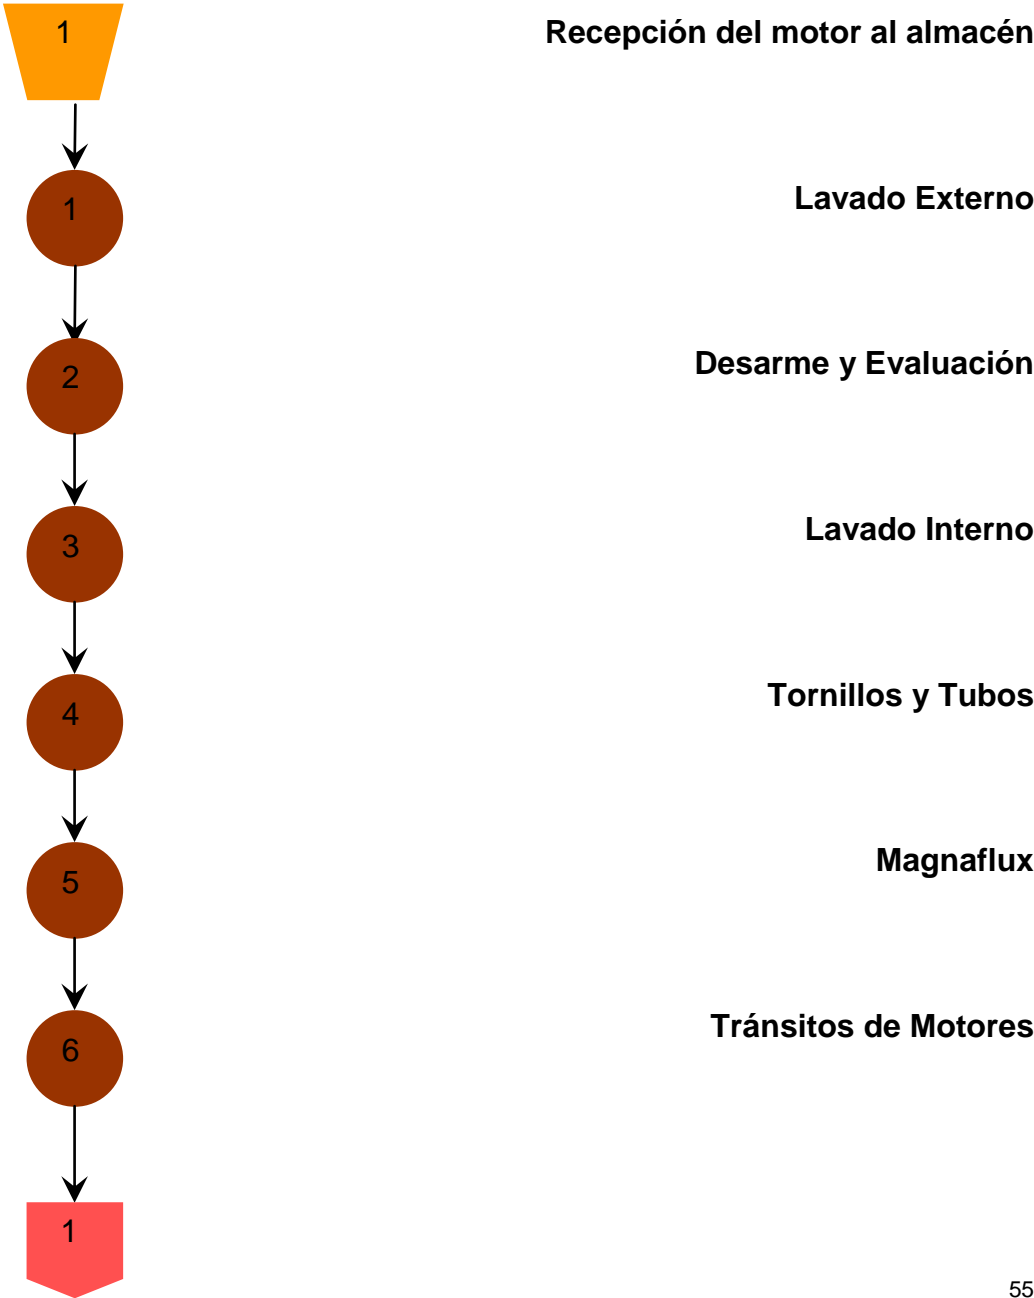 1
Recepción del motor al almacén
1
Lavado Externo
2
Desarme y Evaluación
3
Lavado Interno
4
Tornillos y Tubos
5
Magnaflux
6
Tránsitos de Motores
1
55